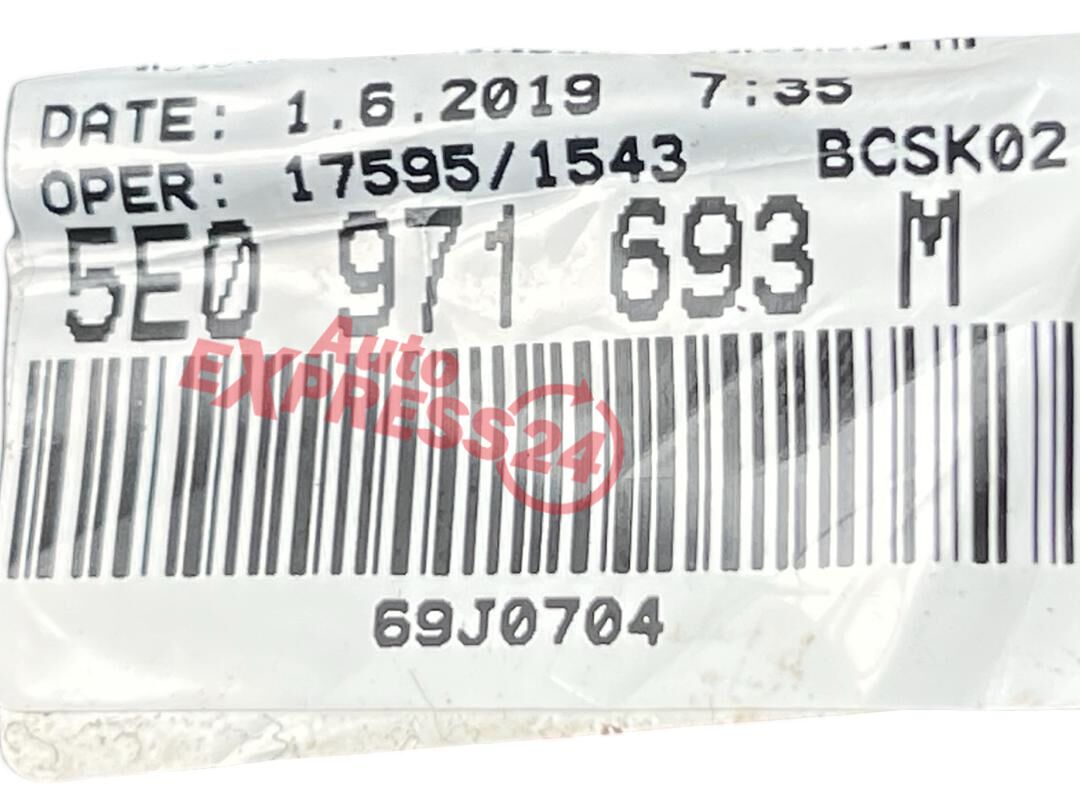 DATE: 1.6.2019 7:35
OPER: 17595/1543 BCSK02
5E0 971 693 M
Auto
EXPRESS24
69J0704